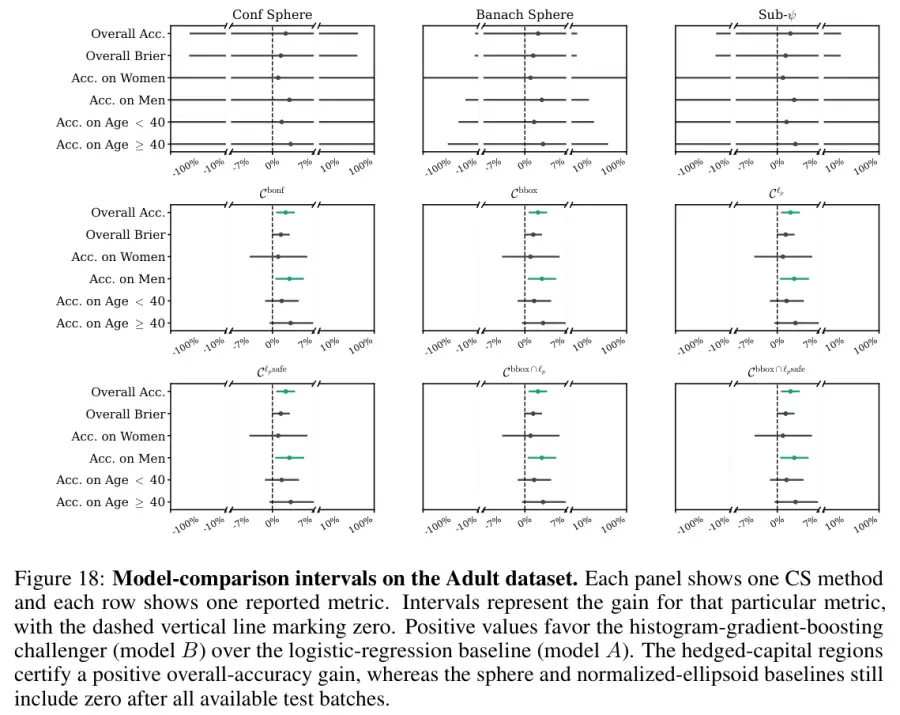 Conf Sphere Banach Sphere Sub-ψ
Overall Acc.
Overall Brier
Acc. on Women
Acc. on Men
Acc. on Age < 40
Acc. on Age ≥ 40
-100% -10% -7% 0% 7% 10% 100% -100% -10% -7% 0% 7% 10% 100% -100% -10% -7% 0% 7% 10% 100%
𝒞^bonf 𝒞^bbox 𝒞^ℓp
Overall Acc.
Overall Brier
Acc. on Women
Acc. on Men
Acc. on Age < 40
Acc. on Age ≥ 40
-100% -10% -7% 0% 7% 10% 100% -100% -10% -7% 0% 7% 10% 100% -100% -10% -7% 0% 7% 10% 100%
𝒞^ℓp safe 𝒞^bbox∩ℓp 𝒞^bbox∩ℓp safe
Overall Acc.
Overall Brier
Acc. on Women
Acc. on Men
Acc. on Age < 40
Acc. on Age ≥ 40
-100% -10% -7% 0% 7% 10% 100% -100% -10% -7% 0% 7% 10% 100% -100% -10% -7% 0% 7% 10% 100%
Figure 18: Model-comparison intervals on the Adult dataset. Each panel shows one CS method
and each row shows one reported metric. Intervals represent the gain for that particular metric,
with the dashed vertical line marking zero. Positive values favor the histogram-gradient-boosting
challenger (model B) over the logistic-regression baseline (model A). The hedged-capital regions
certify a positive overall-accuracy gain, whereas the sphere and normalized-ellipsoid baselines still
include zero after all available test batches.